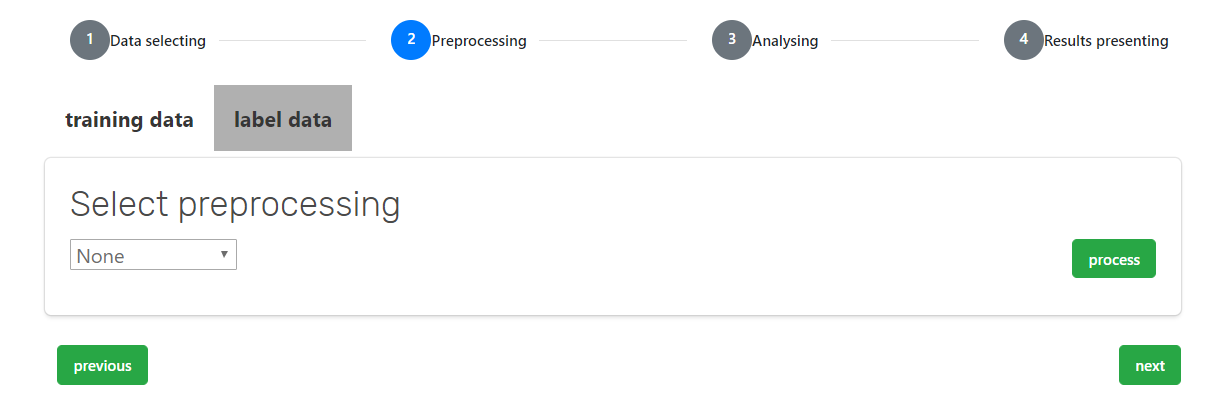 1 Data selecting 2 Preprocessing 3 Analysing 4 Results presenting
training data label data
Select preprocessing
None process
previous next